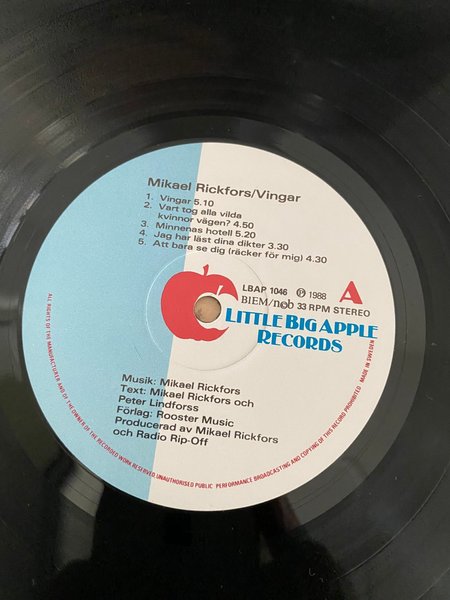 Mikael Rickfors/Vingar
1. Vingar 5.10
2. Vart tog alla vilda
kvinnor vägen? 4.50
3. Minnenas hotell 5.20
4. Jag har läst dina dikter 3.30
5. Att bara se dig (räcker för mig) 4.30
LBAP 1046 ℗ 1988
BIEM/ncb 33 RPM STEREO
A
LITTLE BIG APPLE
RECORDS
Musik: Mikael Rickfors
Text: Mikael Rickfors och
Peter Lindforss
Förlag: Rooster Music
Producerad av Mikael Rickfors
och Radio Rip-Off
ALL RIGHTS OF THE MANUFACTURER AND OF THE OWNER OF THE RECORDED WORK RESERVED. UNAUTHORISED PUBLIC PERFORMANCE BROADCASTING AND COPYING OF THIS RECORD PROHIBITED MADE IN SWEDEN